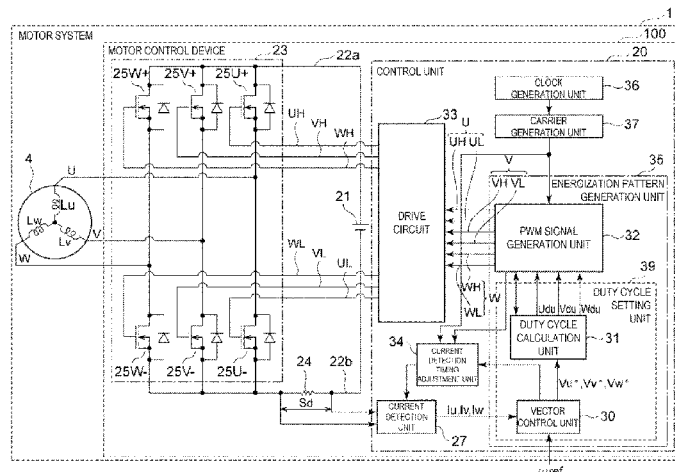 1
MOTOR SYSTEM
100
MOTOR CONTROL DEVICE
23
22a
20
CONTROL UNIT
25W+
25V+
25U+
CLOCK
GENERATION UNIT
36
CARRIER
GENERATION UNIT
37
33
U
UH UL
UH
VH
WH
V
VH VL
35
ENERGIZATION PATTERN
GENERATION UNIT
4
U
Lu
Lw
Lv
V
W
21
DRIVE
CIRCUIT
PWM SIGNAL
GENERATION UNIT
32
WL
VL
UL
WH
WL
W
39
DUTY CYCLE
SETTING
UNIT
Udu
Vdu
Wdu
DUTY CYCLE
CALCULATION
UNIT
31
34
25W-
25V-
25U-
24
22b
Sd
CURRENT
DETECTION
TIMING
ADJUSTMENT UNIT
Vu*,Vv*,Vw*
CURRENT
DETECTION
UNIT
27
Iu,Iv,Iw
VECTOR
CONTROL UNIT
30